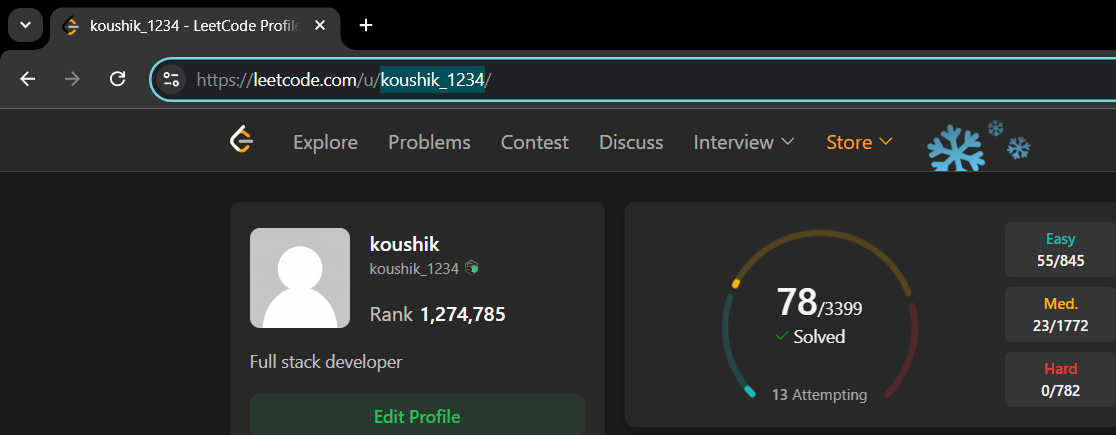 koushik_1234 - LeetCode Profile
https://leetcode.com/u/koushik_1234/
Explore Problems Contest Discuss Interview Store
koushik
koushik_1234
Rank 1,274,785
Full stack developer
Edit Profile
78/3399
Solved
13 Attempting
Easy
55/845
Med.
23/1772
Hard
0/782